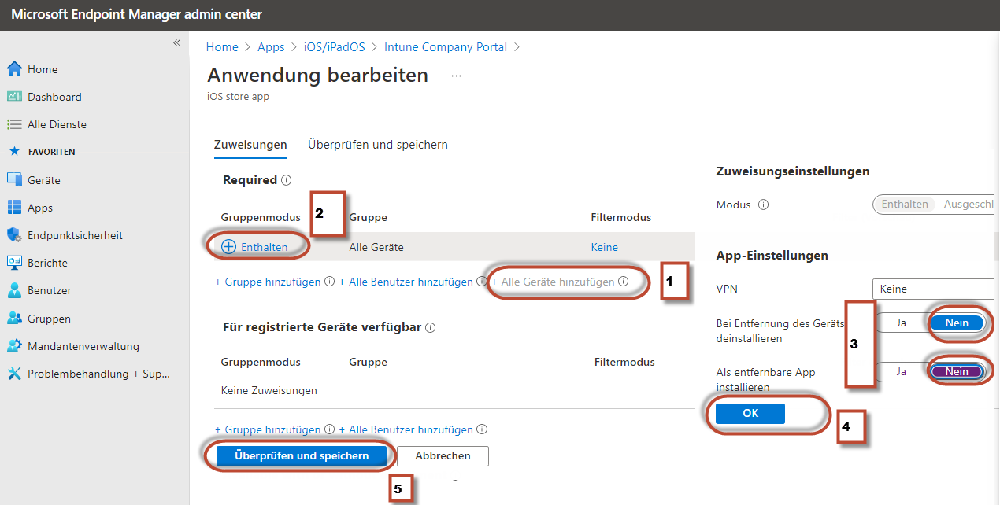 Microsoft Endpoint Manager admin center
«
Home
Dashboard
Alle Dienste
FAVORITEN
Geräte
Apps
Endpunktsicherheit
Berichte
Benutzer
Gruppen
Mandantenverwaltung
Problembehandlung + Sup...
Home > Apps > iOS/iPadOS > Intune Company Portal >
Anwendung bearbeiten ...
iOS store app
Zuweisungen Überprüfen und speichern
Required
Gruppenmodus Gruppe Filtermodus
2
Enthalten Alle Geräte Keine
+ Gruppe hinzufügen + Alle Benutzer hinzufügen + Alle Geräte hinzufügen
1
Für registrierte Geräte verfügbar
Gruppenmodus Gruppe Filtermodus
Keine Zuweisungen
+ Gruppe hinzufügen + Alle Benutzer hinzufügen
Überprüfen und speichern Abbrechen
5
Zuweisungseinstellungen
Modus Enthalten Ausgeschl
App-Einstellungen
VPN Keine
Bei Entfernung des Geräts Ja Nein
deinstallieren
3
Als entfernbare App Ja Nein
installieren
OK
4